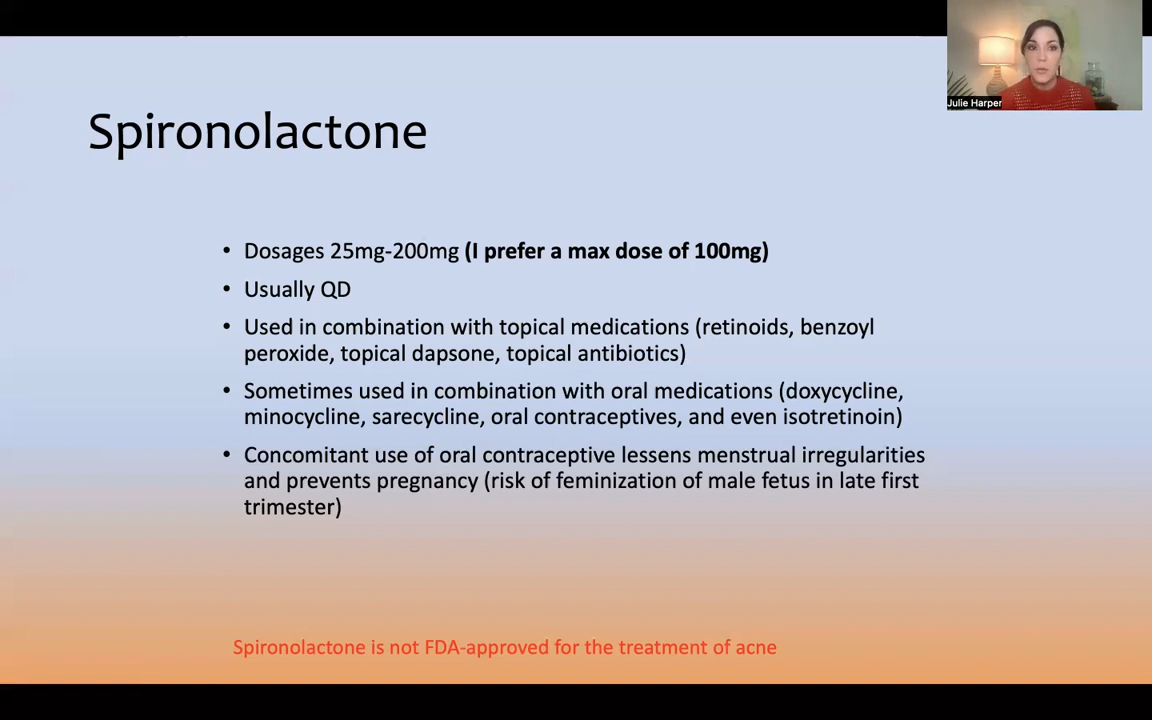 Julie Harper
Spironolactone
• Dosages 25mg-200mg (I prefer a max dose of 100mg)
• Usually QD
• Used in combination with topical medications (retinoids, benzoyl
peroxide, topical dapsone, topical antibiotics)
• Sometimes used in combination with oral medications (doxycycline,
minocycline, sarecycline, oral contraceptives, and even isotretinoin)
• Concomitant use of oral contraceptive lessens menstrual irregularities
and prevents pregnancy (risk of feminization of male fetus in late first
trimester)
Spironolactone is not FDA-approved for the treatment of acne